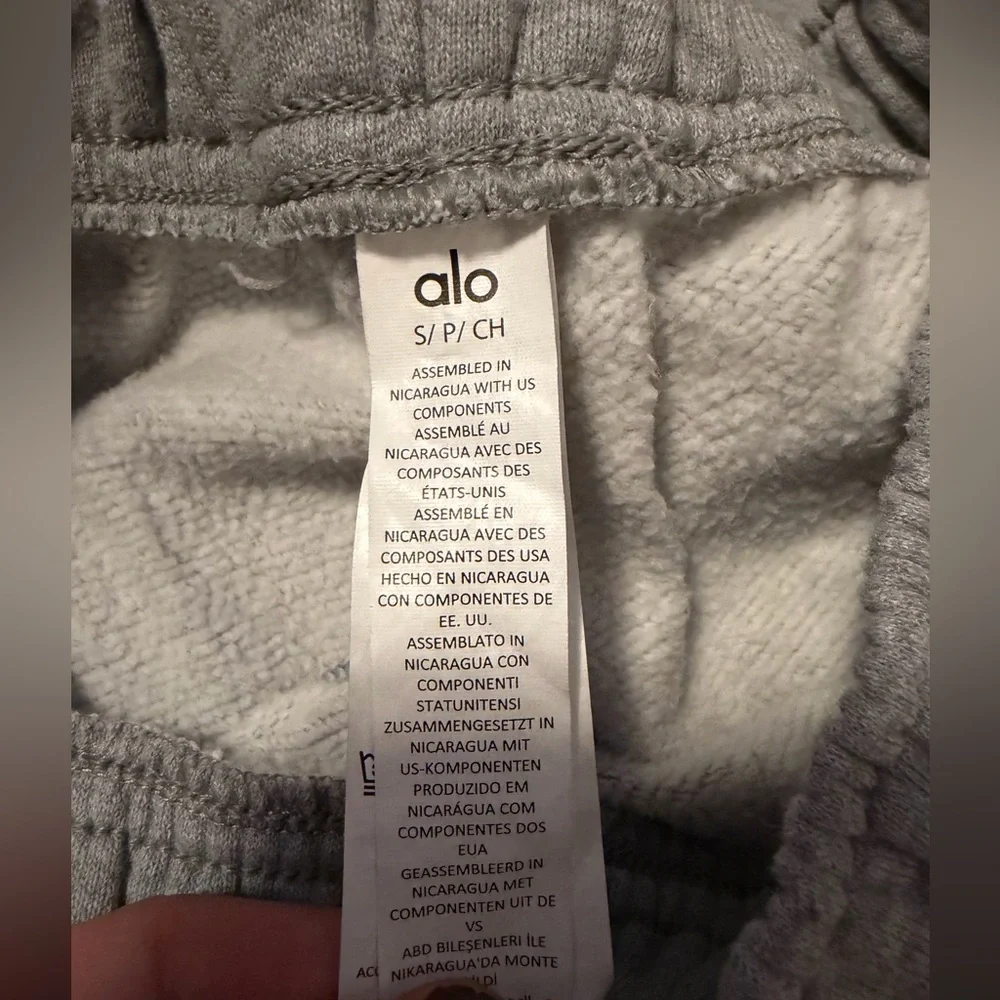 alo
S/ P/ CH
ASSEMBLED IN
NICARAGUA WITH US
COMPONENTS
ASSEMBLÉ AU
NICARAGUA AVEC DES
COMPOSANTS DES
ÉTATS-UNIS
ASSEMBLÉ EN
NICARAGUA AVEC DES
COMPOSANTS DES USA
HECHO EN NICARAGUA
CON COMPONENTES DE
EE. UU.
ASSEMBLATO IN
NICARAGUA CON
COMPONENTI
STATUNITENSI
ZUSAMMENGESETZT IN
NICARAGUA MIT
US-KOMPONENTEN
PRODUZIDO EM
NICARÁGUA COM
COMPONENTES DOS
EUA
GEASSEMBLEERD IN
NICARAGUA MET
COMPONENTEN UIT DE
VS
ABD BILEŞENLERI İLE
NIKARAGUA'DA MONTE